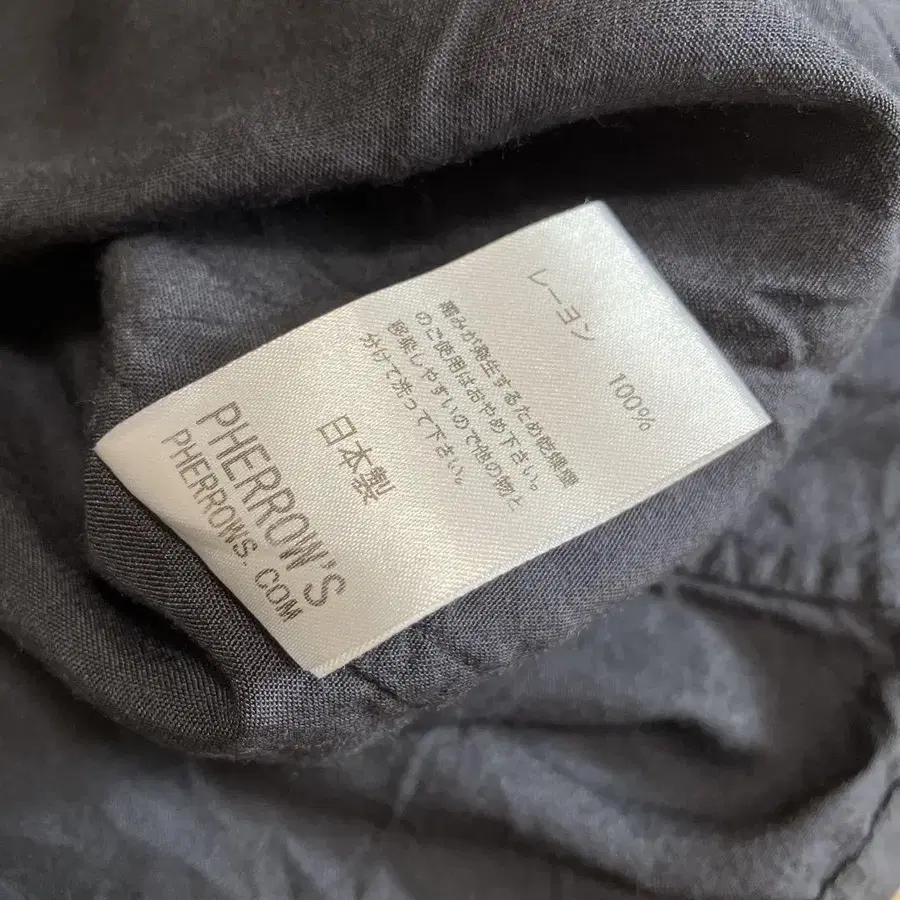 レーヨン 100%
縮みが発生するため乾燥機
のご使用はおやめ下さい。
脱色しやすいので他の物と
分けて洗って下さい。
日本製
PHERROW'S
PHERROWS.COM